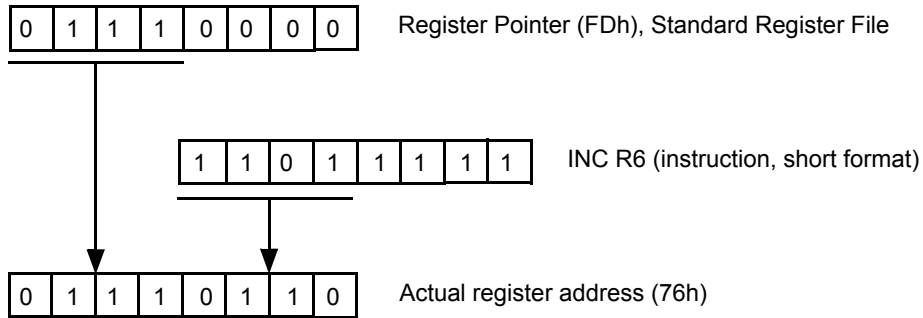 0 1 1 1 0 0 0 0 Register Pointer (FDh), Standard Register File
1 1 0 1 1 1 1 1 INC R6 (instruction, short format)
0 1 1 1 0 1 1 0 Actual register address (76h)